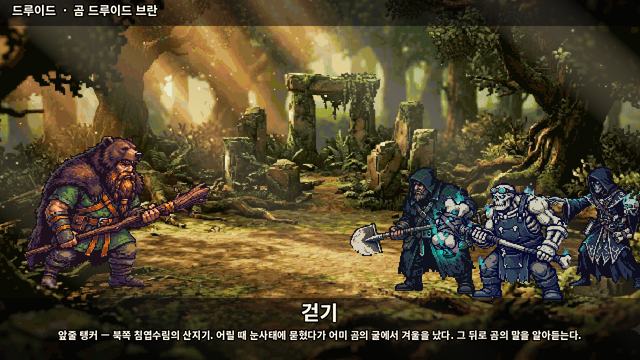 드루이드 · 곰 드루이드 브란
걷기
앞줄 탱커 — 북쪽 침엽수림의 산지기. 어릴 때 눈사태에 묻혔다가 어미 곰의 굴에서 겨울을 났다. 그 뒤로 곰의 말을 알아듣는다.